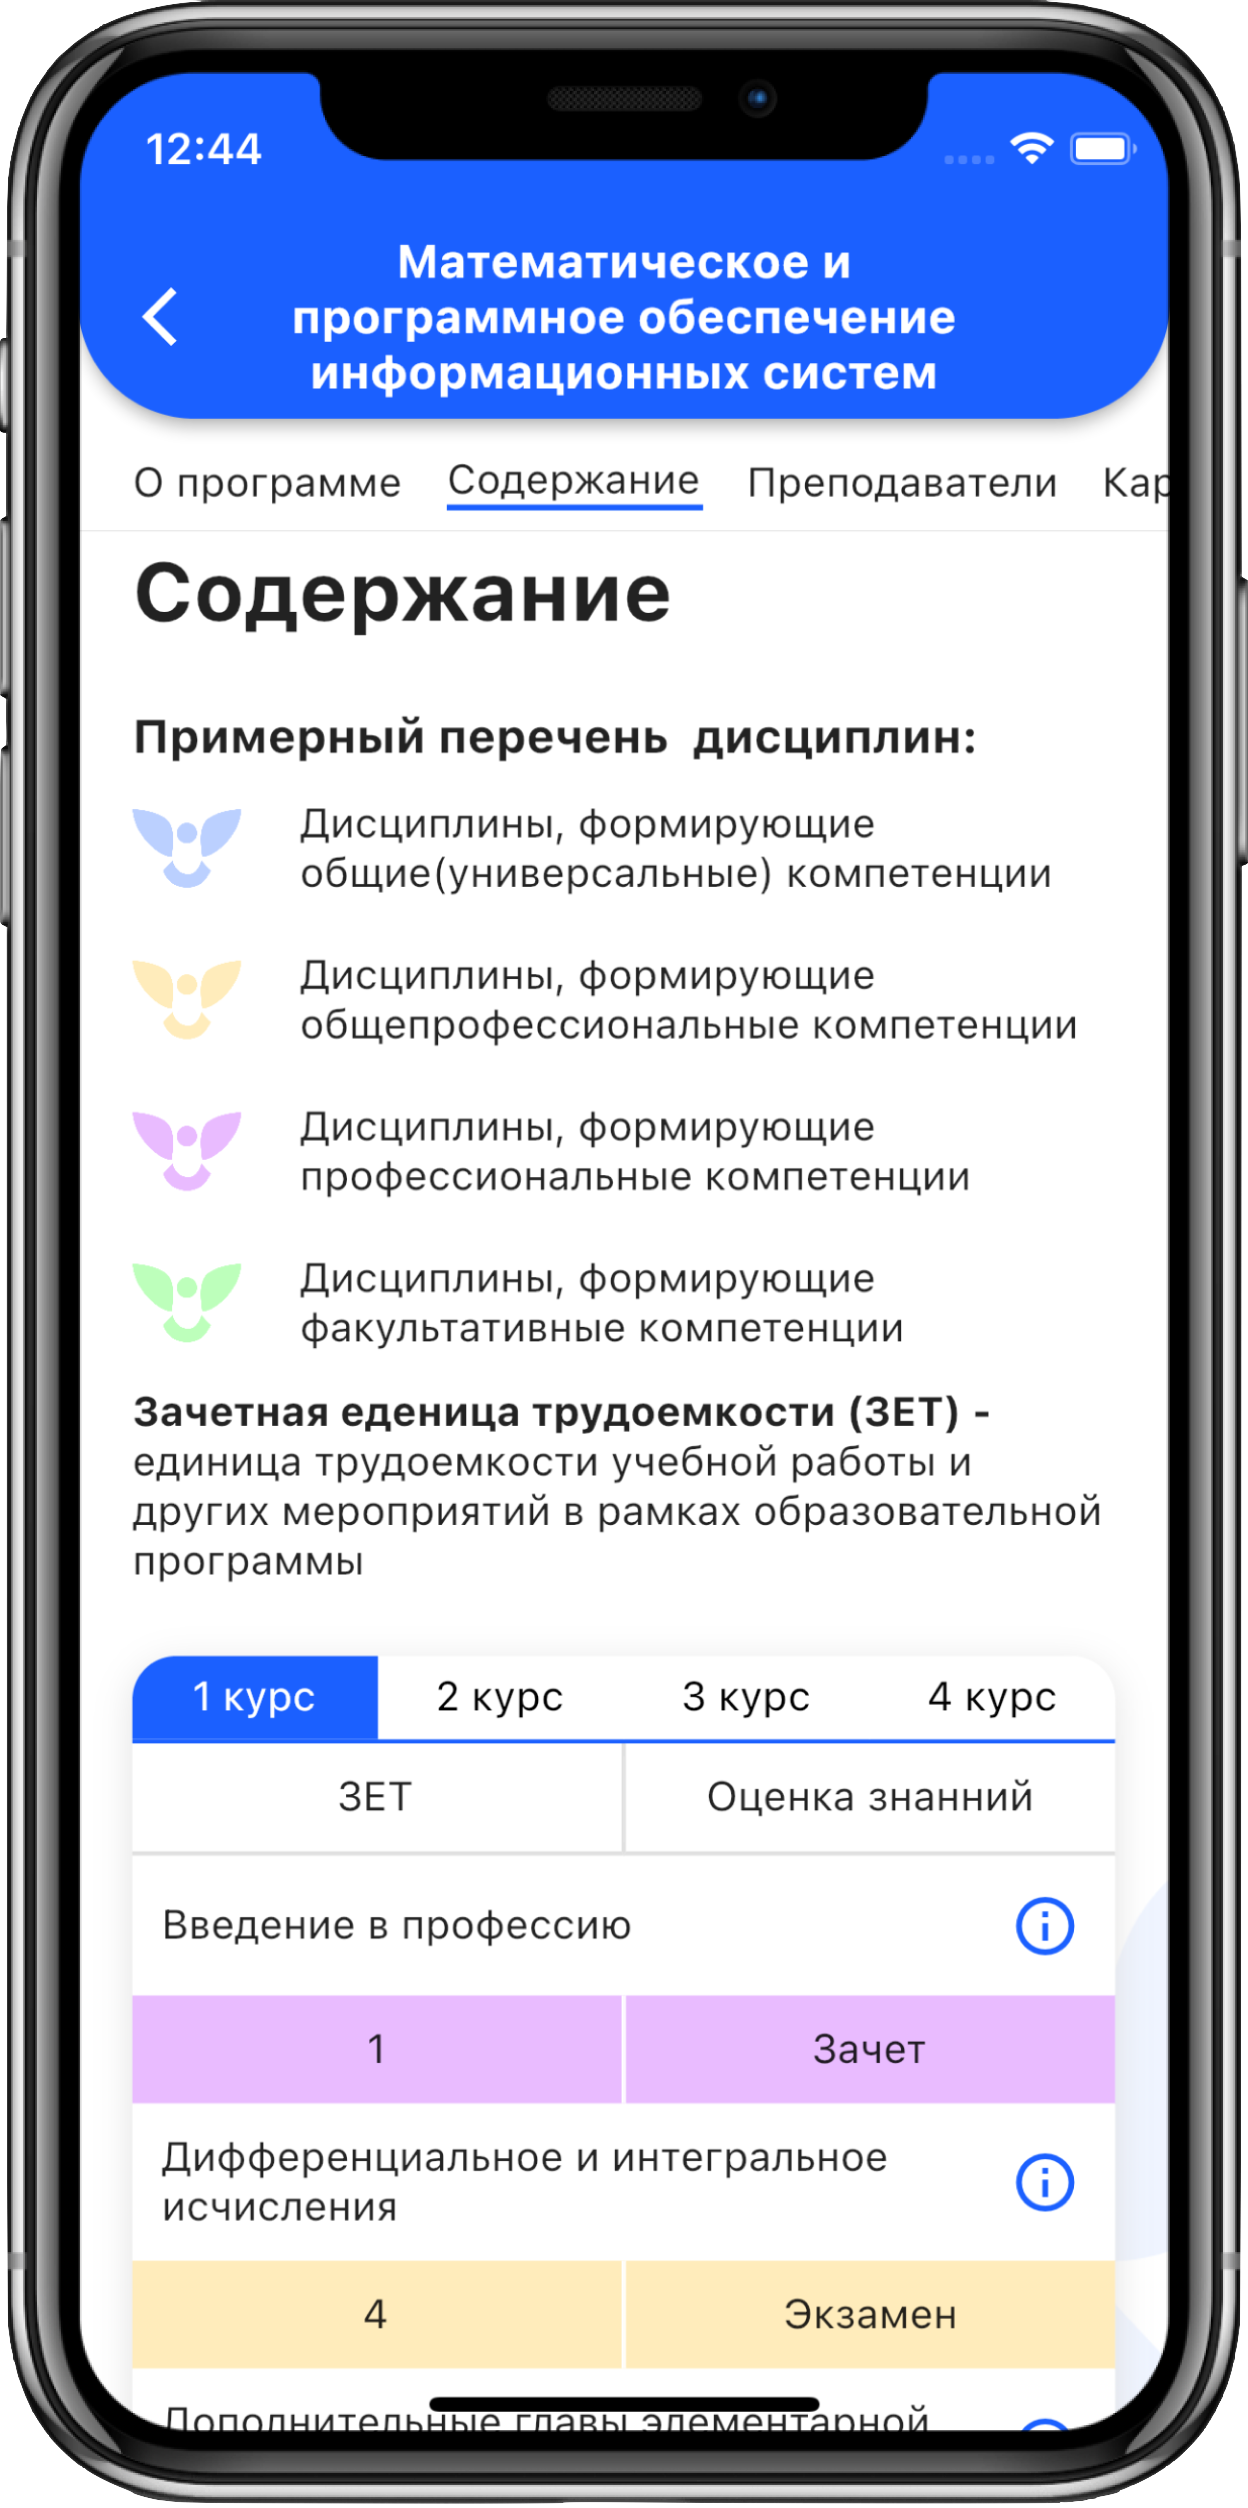 12:44
Математическое и
программное обеспечение
информационных систем
О программе Содержание Преподаватели
Содержание
Примерный перечень дисциплин:
Дисциплины, формирующие
общие(универсальные) компетенции
Дисциплины, формирующие
общепрофессиональные компетенции
Дисциплины, формирующие
профессиональные компетенции
Дисциплины, формирующие
факультативные компетенции
Зачетная еденица трудоемкости (ЗЕТ) -
единица трудоемкости учебной работы и
других мероприятий в рамках образовательной
программы
1 курс 2 курс 3 курс 4 курс
ЗЕТ Оценка знанний
Введение в профессию
1 Зачет
Дифференциальное и интегральное
исчисления
4 Экзамен
Дополнительные главы элементарной